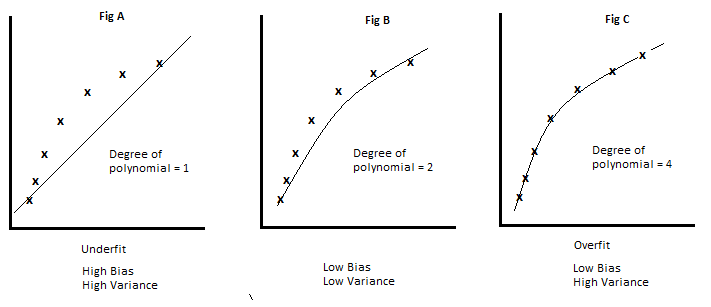 Fig A
Degree of
polynomial = 1
Underfit
High Bias
High Variance
Fig B
Degree of
polynomial = 2
Low Bias
Low Variance
Fig C
Degree of
polynomial = 4
Overfit
Low Bias
High Variance